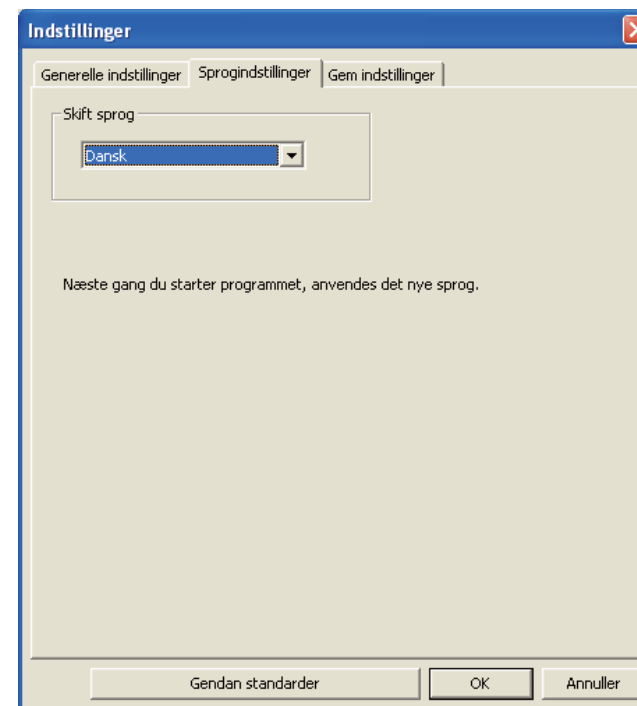 Indstillinger
Generelle indstillinger Sprogindstillinger Gem indstillinger
Skift sprog
Dansk
Næste gang du starter programmet, anvendes det nye sprog.
Gendan standarder OK Annuller